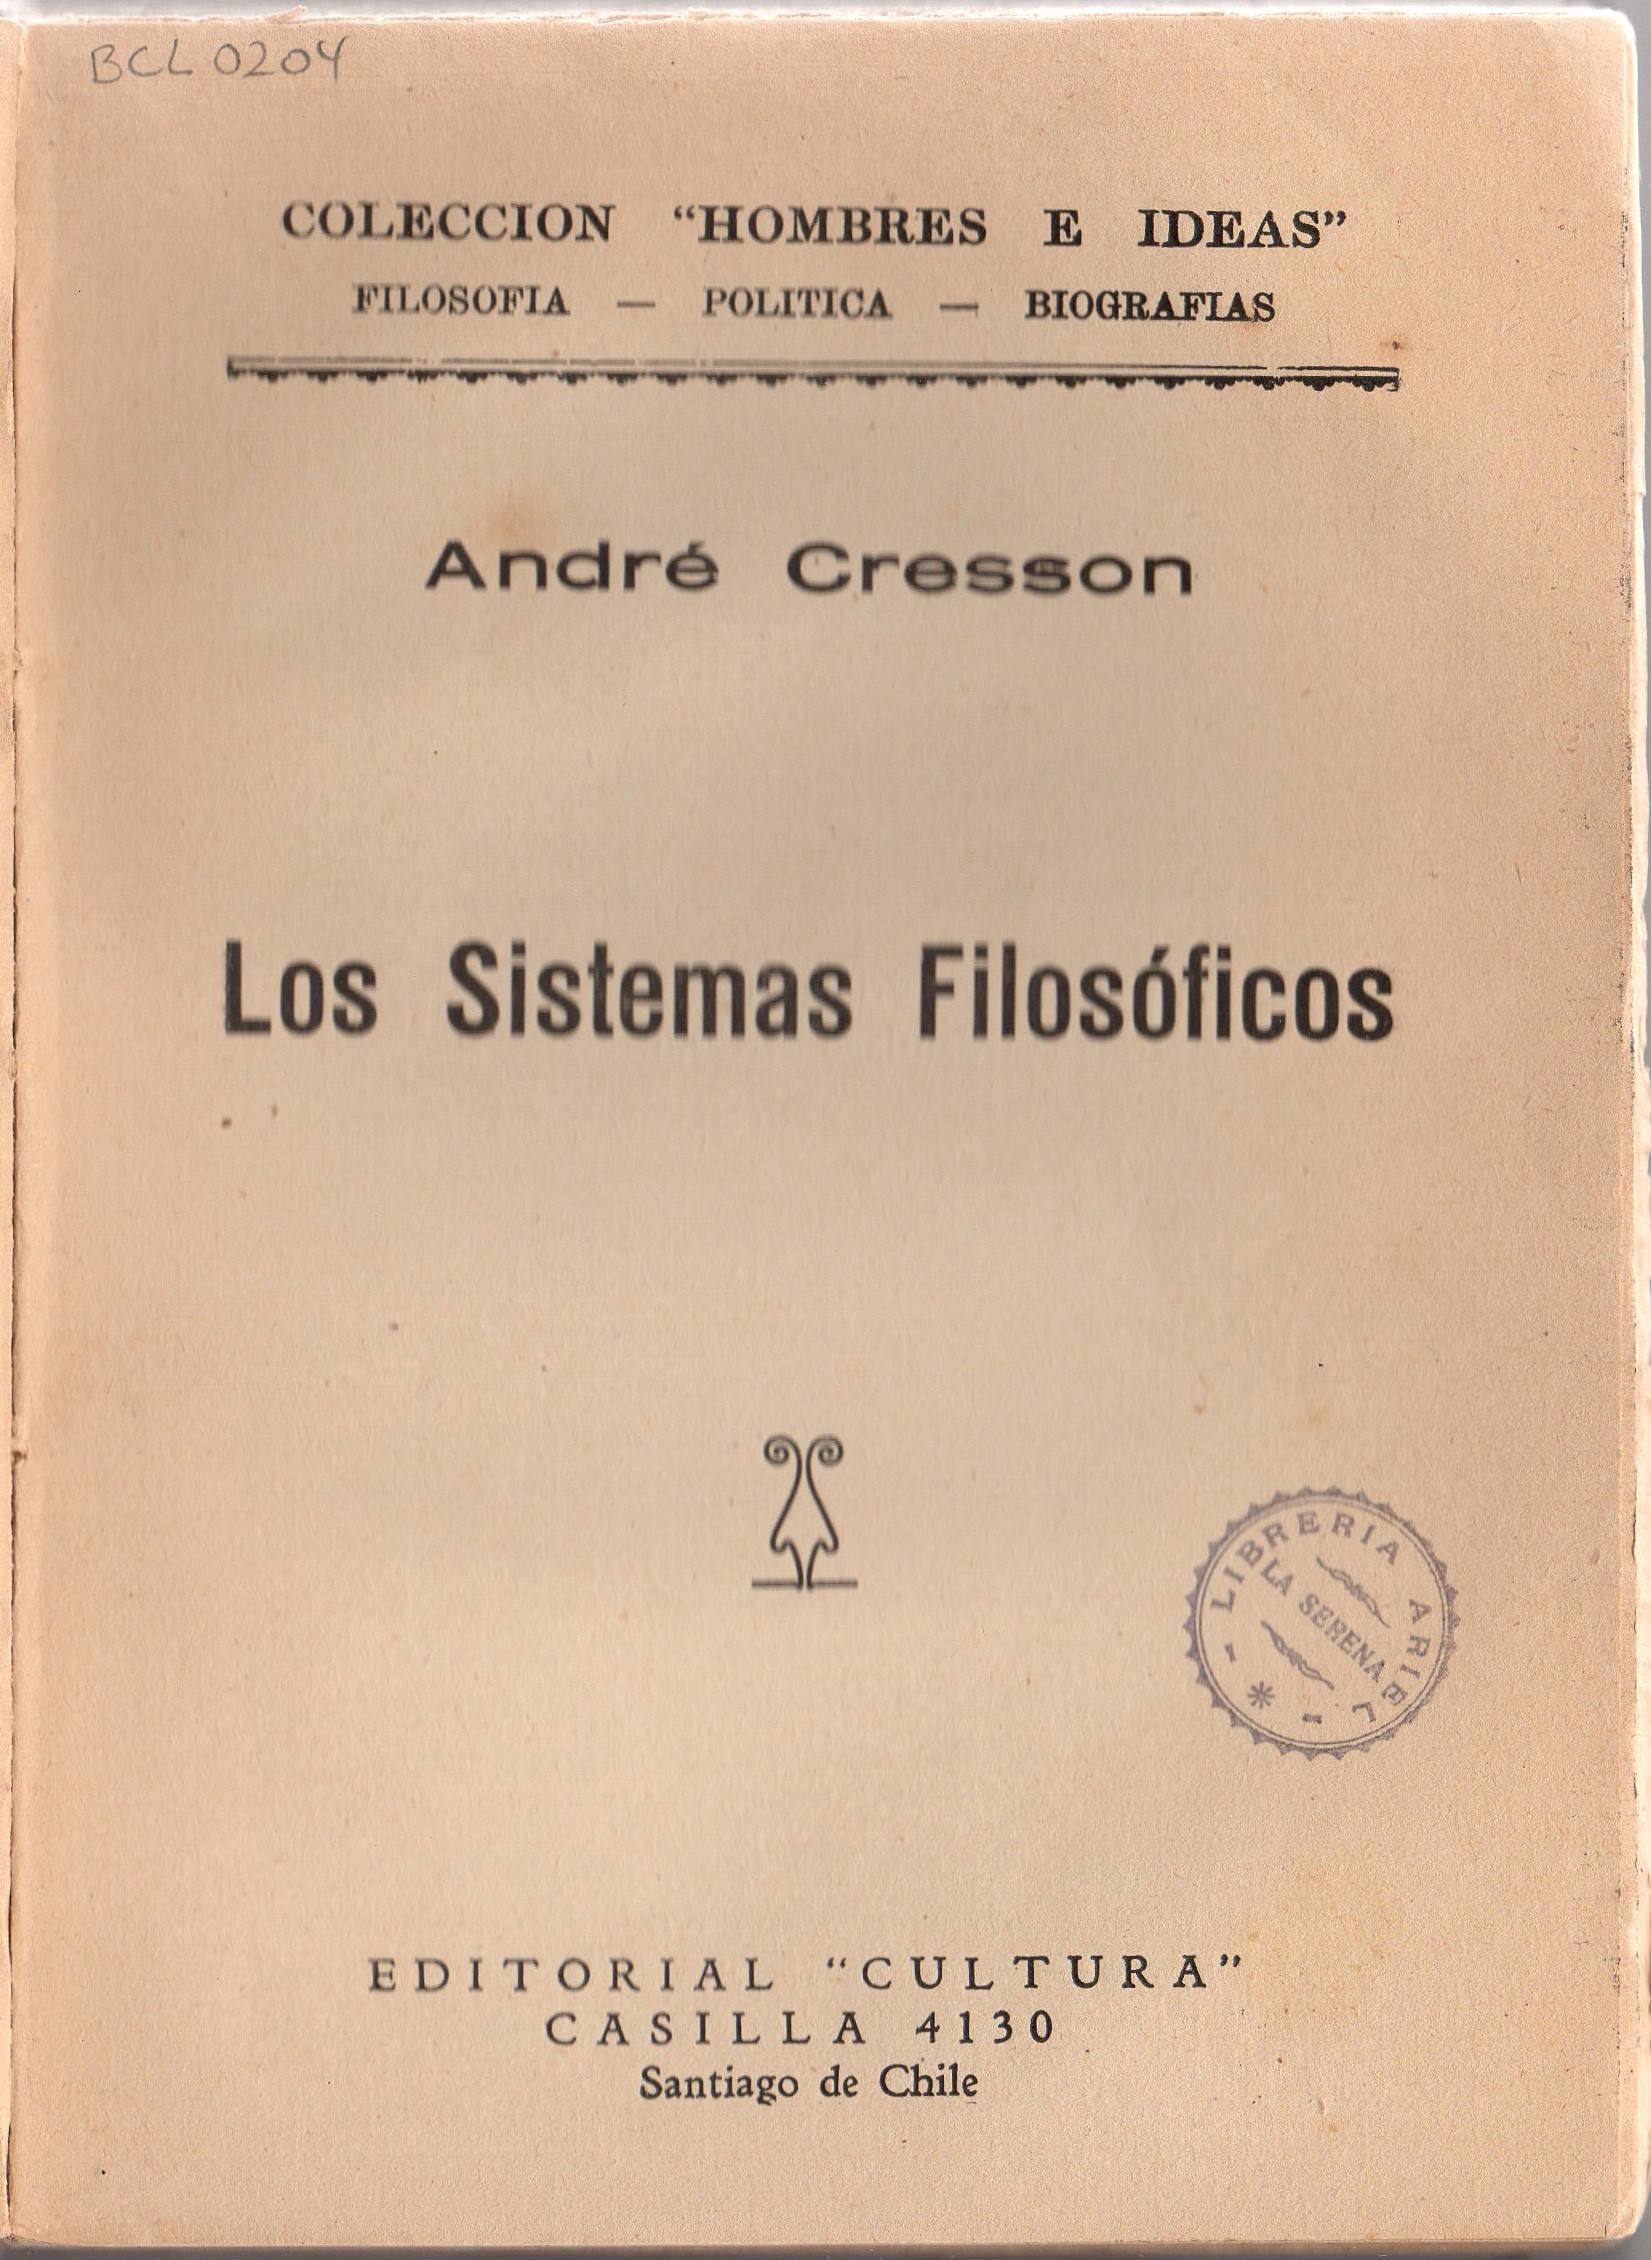 BCL 0204
COLECCION “HOMBRES E IDEAS”
FILOSOFIA — POLITICA — BIOGRAFIAS
André Cresson
Los Sistemas Filosóficos
LIBRERIA ARIEL
LA SERENA
EDITORIAL “CULTURA”
CASILLA 4130
Santiago de Chile